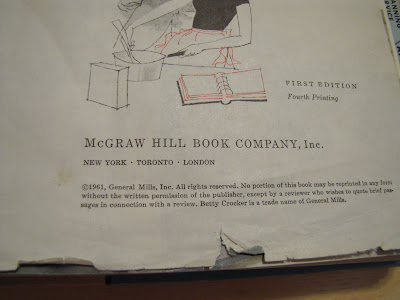 FIRST EDITION
Fourth Printing
McGRAW HILL BOOK COMPANY, Inc.
NEW YORK · TORONTO · LONDON
©1961, General Mills, Inc. All rights reserved. No portion of this book may be reprinted in any form
without the written permission of the publisher, except by a reviewer who wishes to quote brief pas-
sages in connection with a review. Betty Crocker is a trade name of General Mills.